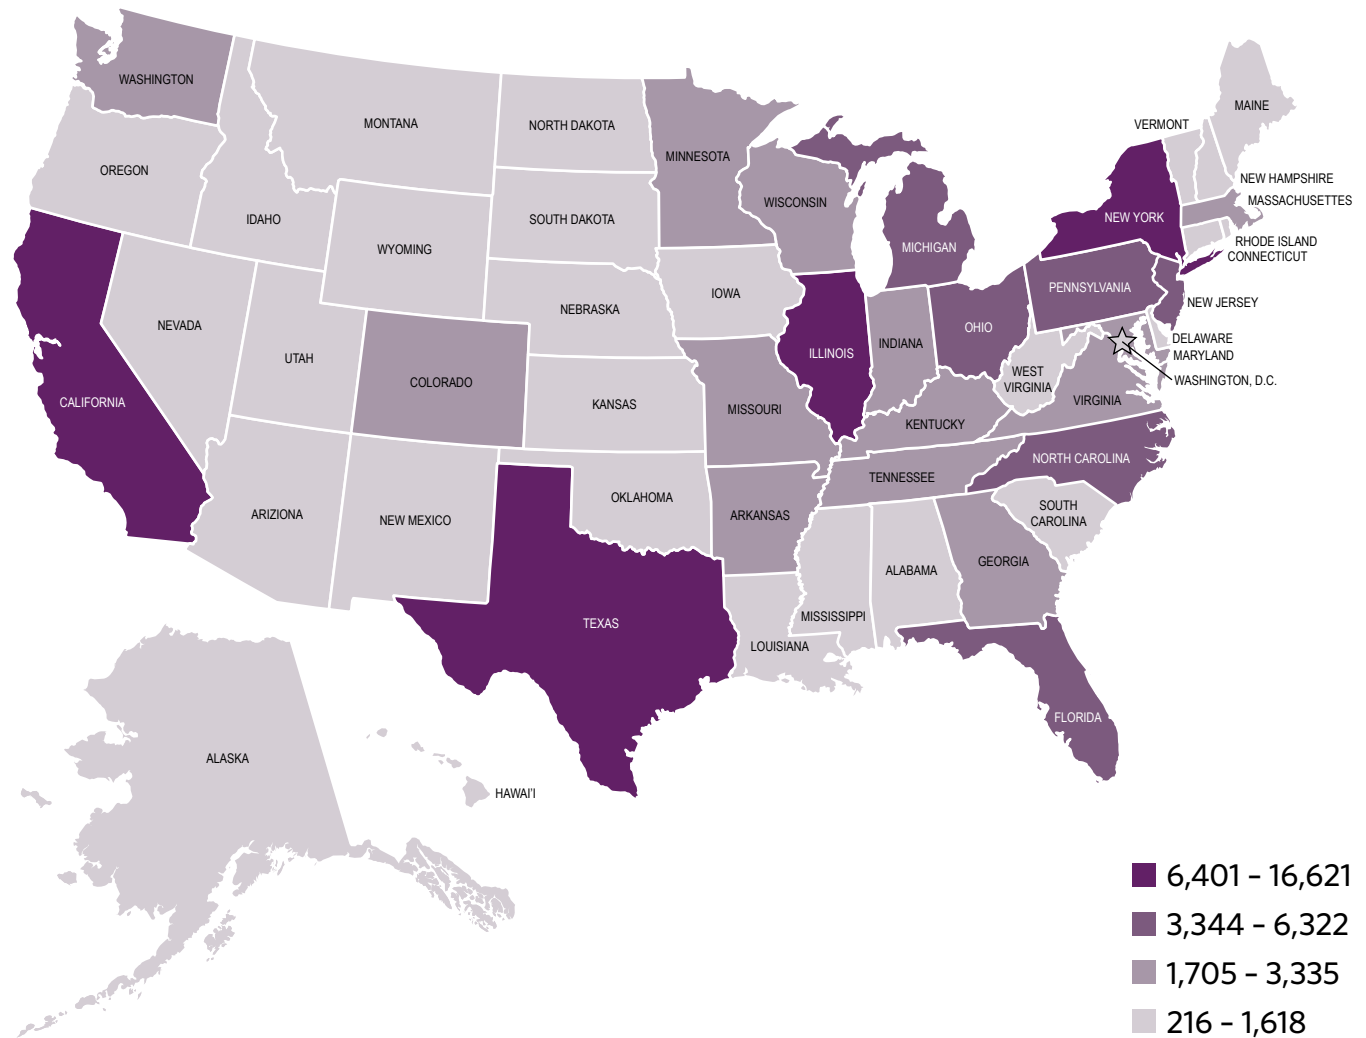 WASHINGTON
MONTANA
NORTH DAKOTA
MINNESOTA
VERMONT
MAINE
OREGON
IDAHO
WYOMING
SOUTH DAKOTA
WISCONSIN
MICHIGAN
NEW YORK
NEW HAMPSHIRE
MASSACHUSETTS
RHODE ISLAND
CONNECTICUT
NEVADA
UTAH
COLORADO
NEBRASKA
IOWA
ILLINOIS
INDIANA
OHIO
PENNSYLVANIA
NEW JERSEY
DELAWARE
MARYLAND
WASHINGTON, D.C.
CALIFORNIA
KANSAS
MISSOURI
KENTUCKY
WEST
VIRGINIA
VIRGINIA
ARIZIONA
NEW MEXICO
OKLAHOMA
ARKANSAS
TENNESSEE
NORTH CAROLINA
SOUTH
CAROLINA
TEXAS
LOUISIANA
MISSISSIPPI
ALABAMA
GEORGIA
FLORIDA
ALASKA
HAWAI'I
6,401 - 16,621
3,344 - 6,322
1,705 - 3,335
216 - 1,618